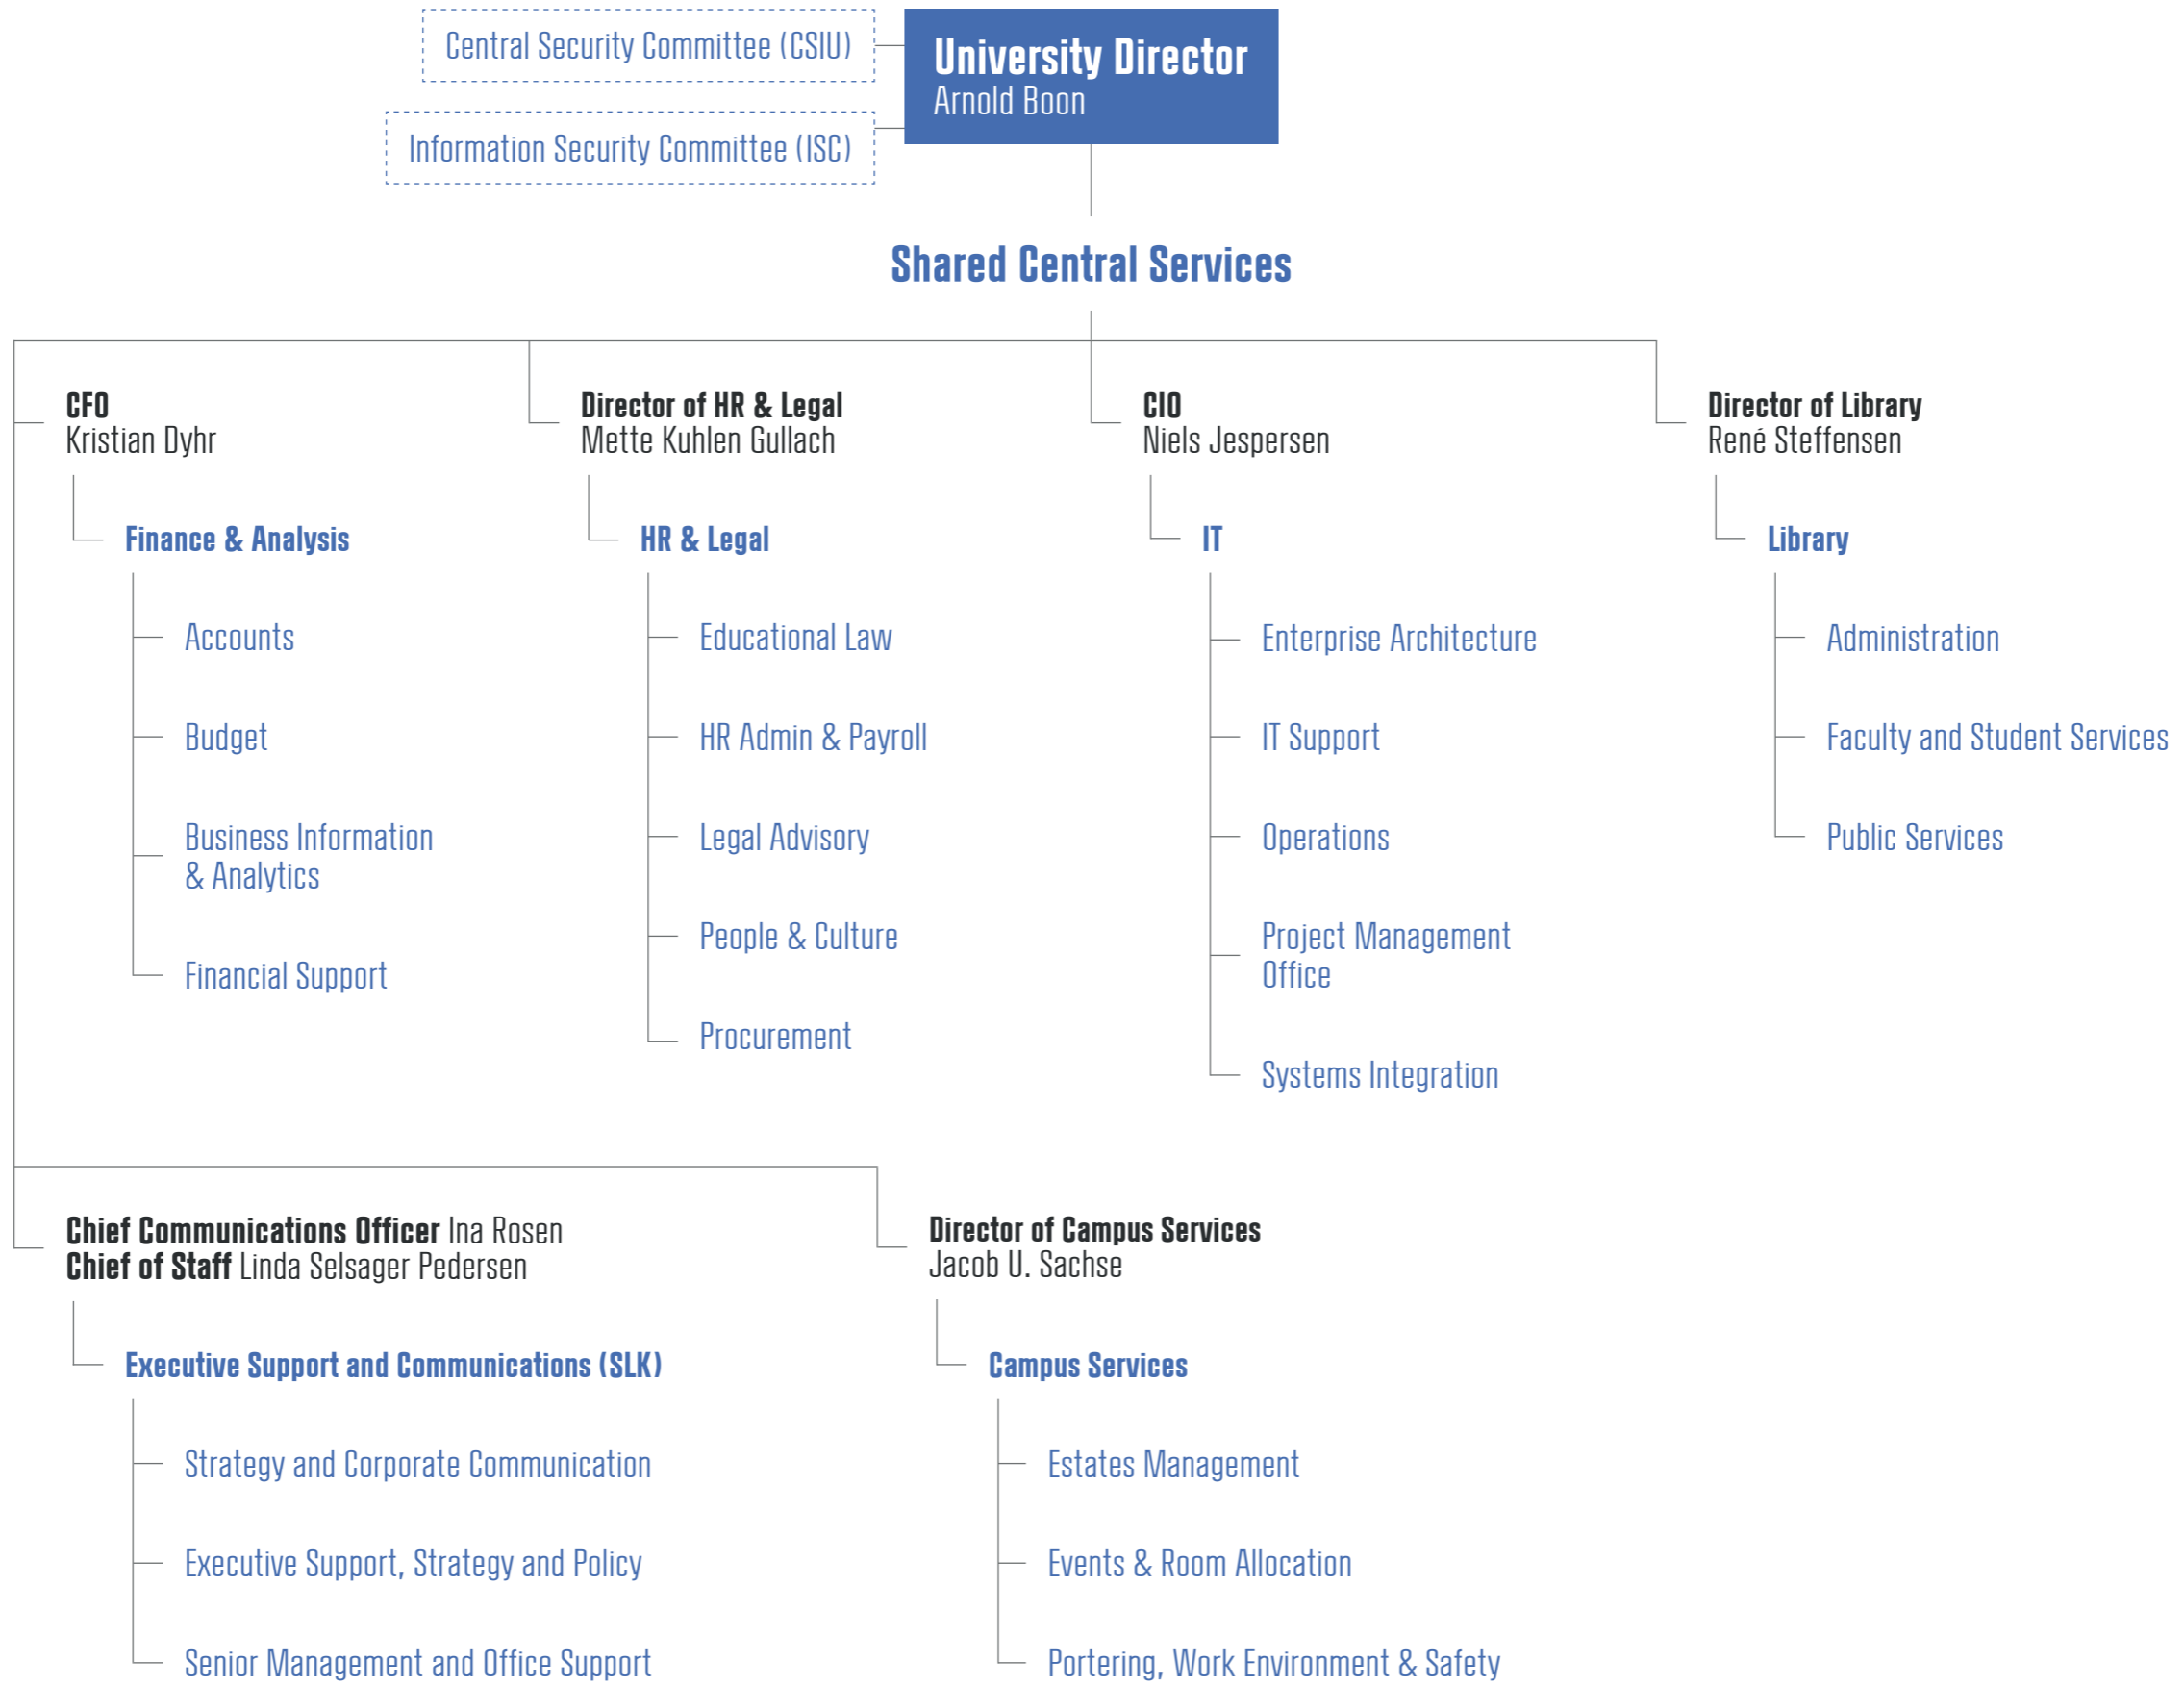 Central Security Committee (CSIU)
University Director
Arnold Boon
Information Security Committee (ISC)
Shared Central Services
CFO
Kristian Dyhr
Finance & Analysis
Accounts
Budget
Business Information
& Analytics
Financial Support
Director of HR & Legal
Mette Kuhlen Gullach
HR & Legal
Educational Law
HR Admin & Payroll
Legal Advisory
People & Culture
Procurement
CIO
Niels Jespersen
IT
Enterprise Architecture
IT Support
Operations
Project Management
Office
Systems Integration
Director of Library
René Steffensen
Library
Administration
Faculty and Student Services
Public Services
Chief Communications Officer Ina Rosen
Chief of Staff Linda Selsager Pedersen
Executive Support and Communications (SLK)
Strategy and Corporate Communication
Executive Support, Strategy and Policy
Senior Management and Office Support
Director of Campus Services
Jacob U. Sachse
Campus Services
Estates Management
Events & Room Allocation
Portering, Work Environment & Safety